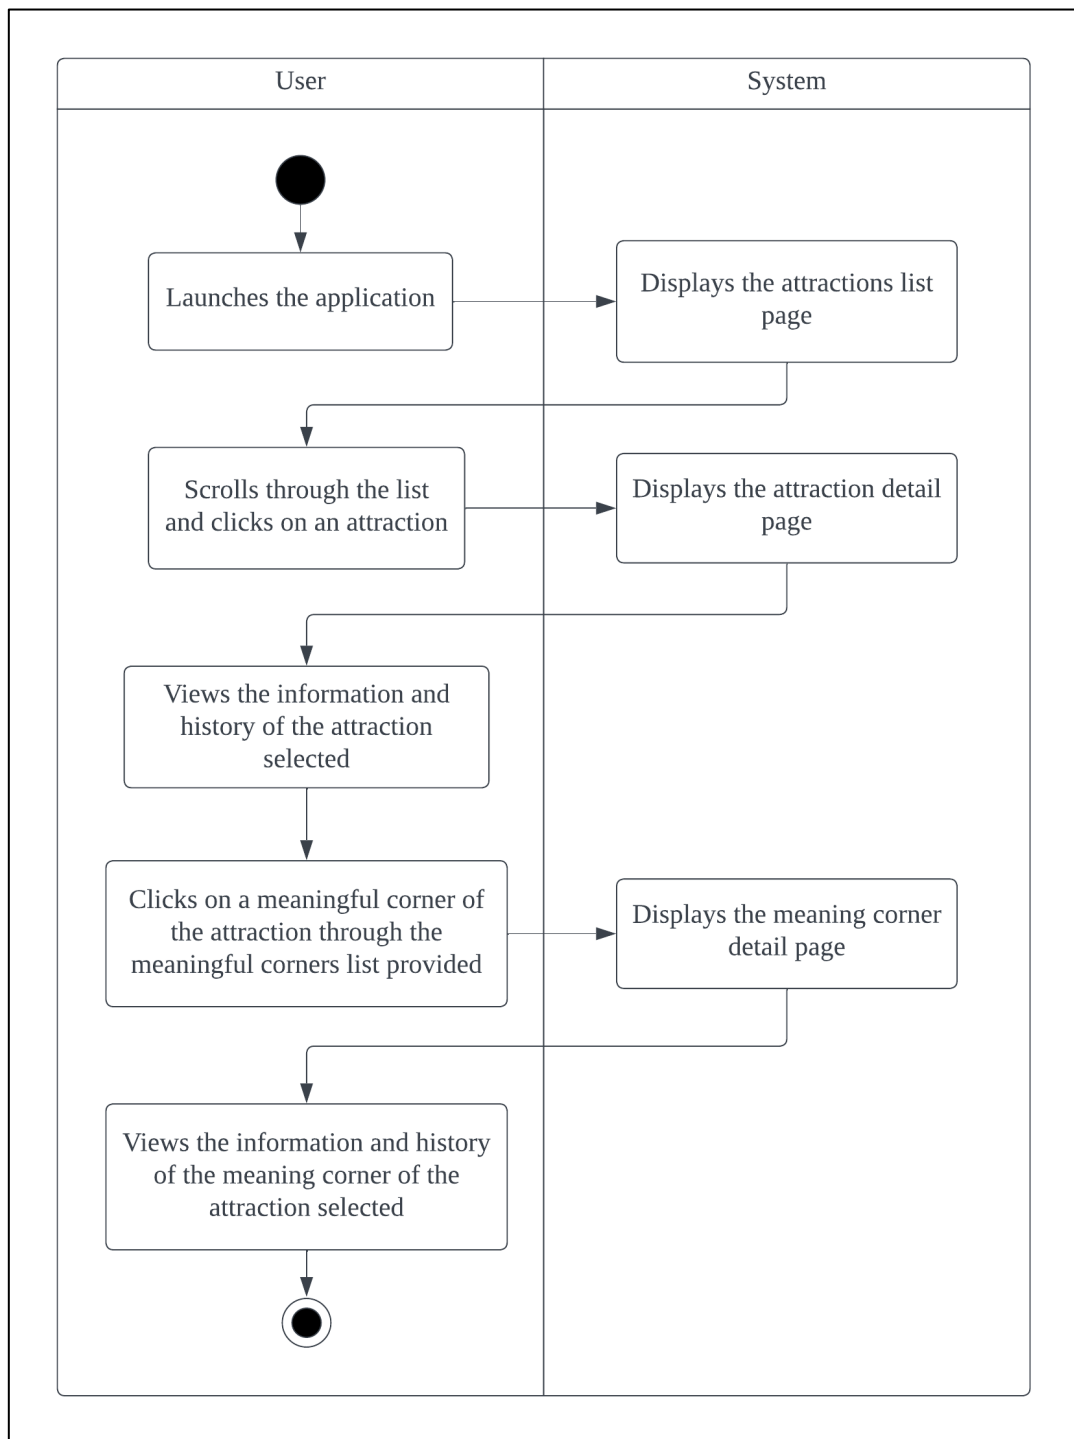 User
System
Launches the application
Displays the attractions list
page
Scrolls through the list
and clicks on an attraction
Displays the attraction detail
page
Views the information and
history of the attraction
selected
Clicks on a meaningful corner of
the attraction through the
meaningful corners list provided
Displays the meaning corner
detail page
Views the information and history
of the meaning corner of the
attraction selected